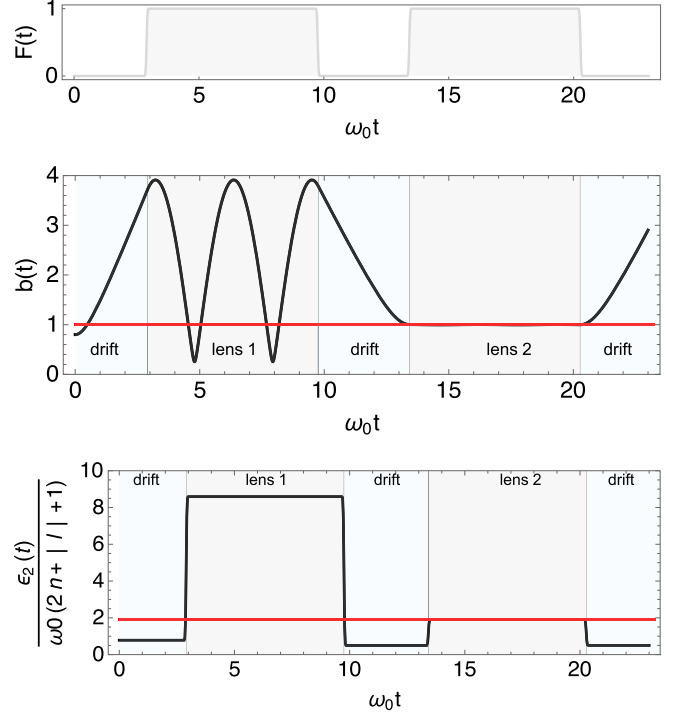 F(t)
1
0
0 5 10 15 20
ω₀t
b(t)
4
3
2
1
0
drift lens 1 drift lens 2 drift
0 5 10 15 20
ω₀t
ϵ₂(t)
ω0 (2 n + | l | + 1)
10
8
6
4
2
0
drift lens 1 drift lens 2 drift
0 5 10 15 20
ω₀t